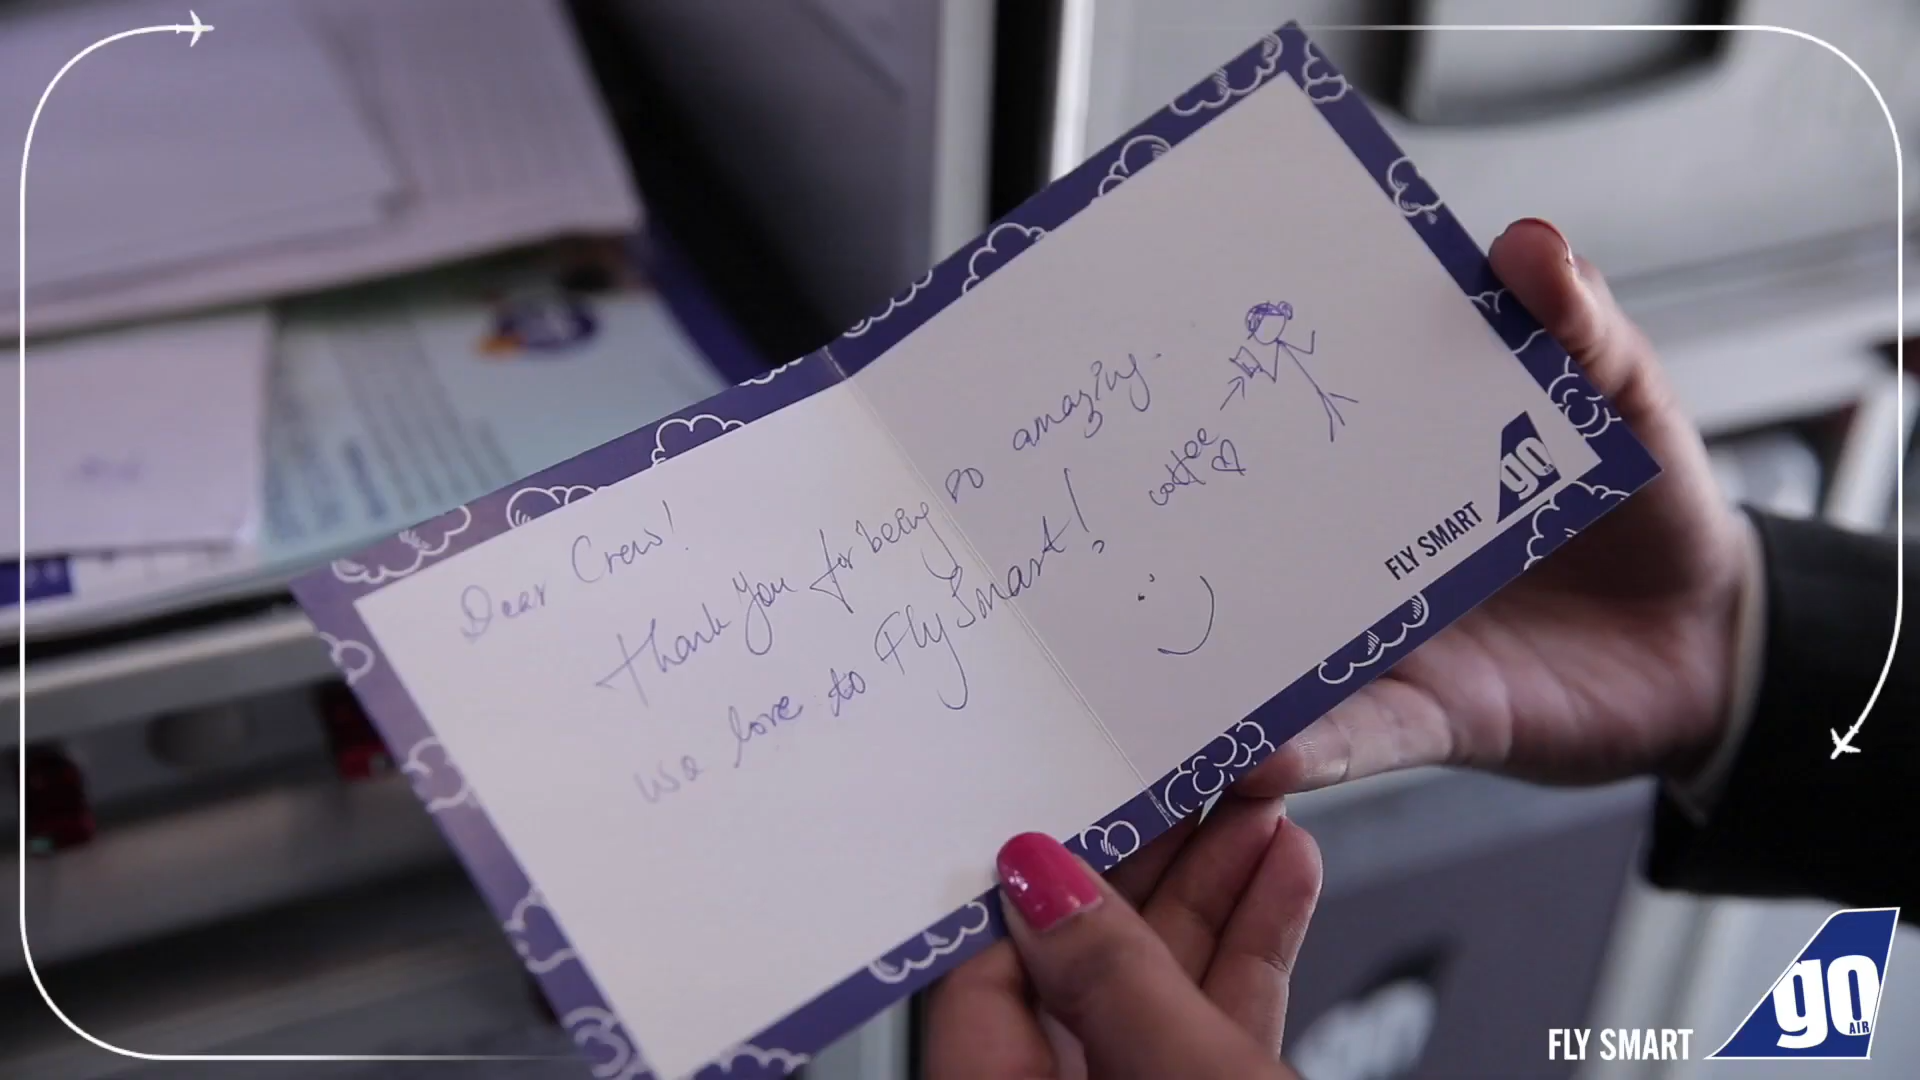 Dear Crew!
Thank you for being so amazing.
we love to FlySmart!
coffee
FLY SMART
go
FLY SMART
go
AIR